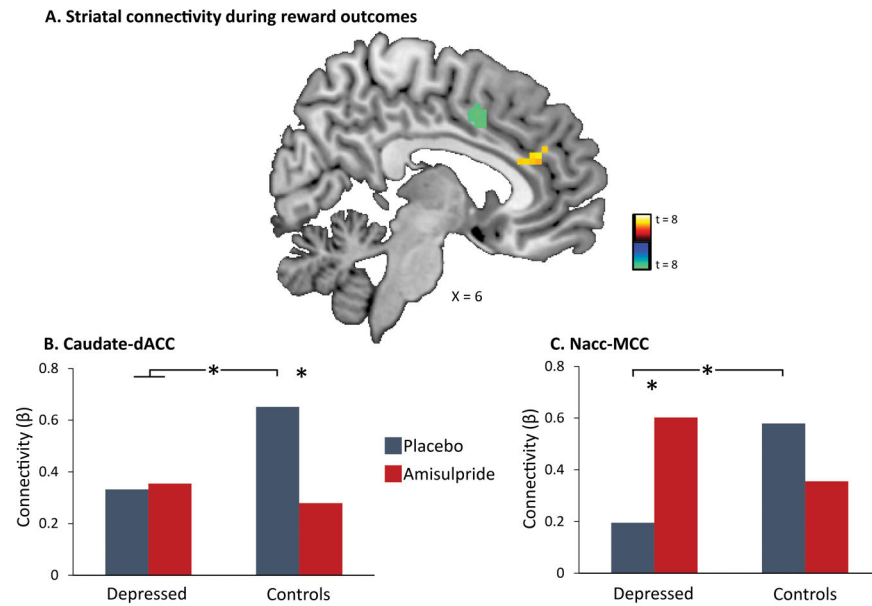 A. Striatal connectivity during reward outcomes
t = 8
t = 8
X = 6
B. Caudate-dACC
0.8
0.6
0.4
0.2
0
Connectivity (β)
*
*
Depressed
Controls
Placebo
Amisulpride
C. Nacc-MCC
0.8
0.6
0.4
0.2
0
Connectivity (β)
*
*
Depressed
Controls